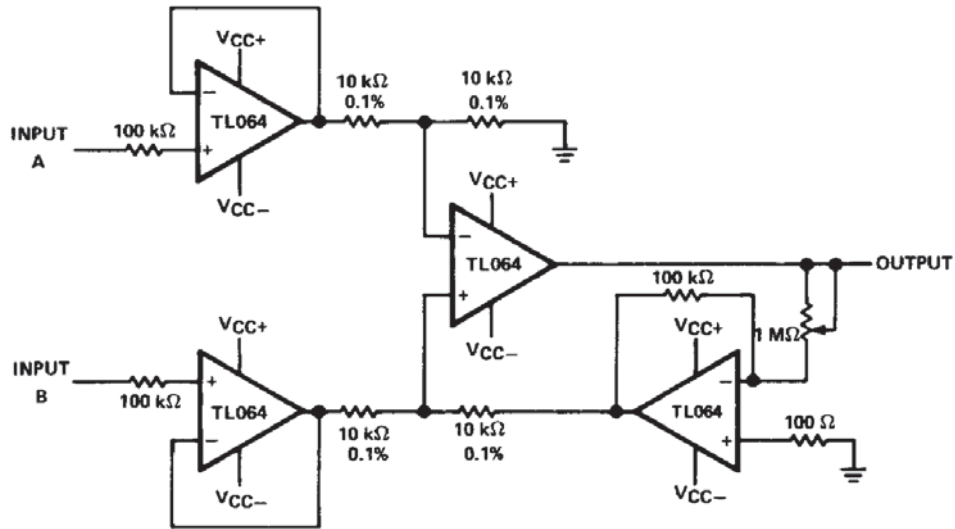 VCC+
10 kΩ
0.1%
10 kΩ
0.1%
−
TL064
+
INPUT
A
100 kΩ
VCC−
VCC+
−
TL064
+
VCC−
OUTPUT
100 kΩ
1 MΩ
VCC+
−
TL064
+
100 Ω
VCC−
INPUT
B
100 kΩ
VCC+
+
TL064
−
VCC−
10 kΩ
0.1%
10 kΩ
0.1%